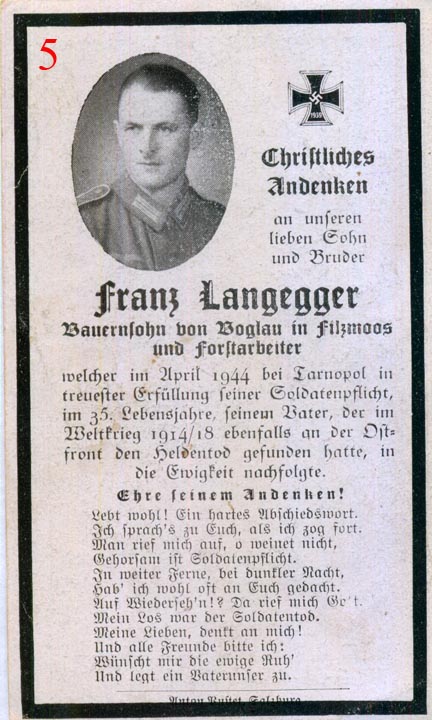 5
1939
Christliches
Andenken
an unseren
lieben Sohn
und Bruder
Franz Langegger
Bauernsohn von Boglau in Filzmoos
und Forstarbeiter
welcher im April 1944 bei Tarnopol in
treuester Erfüllung seiner Soldatenpflicht,
im 35. Lebensjahre, seinem Vater, der im
Weltkrieg 1914/18 ebenfalls an der Ost-
front den Heldentod gefunden hatte, in
die Ewigkeit nachfolgte.
Ehre seinem Andenken!
Lebt wohl! Ein hartes Abschiedswort.
Ich sprach's zu Euch, als ich zog fort.
Man rief mich auf, o weinet nicht,
Gehorsam ist Soldatenpflicht.
In weiter Ferne, bei dunkler Nacht,
Hab' ich wohl oft an Euch gedacht.
Auf Wiederseh'n!? Da rief mich Go't.
Mein Los war der Soldatentod.
Meine Lieben, denkt an mich!
Und alle Freunde bitte ich:
Wünscht mir die ewige Ruh'
Und legt ein Vaterunser zu.
Anton Pustet, Salzburg